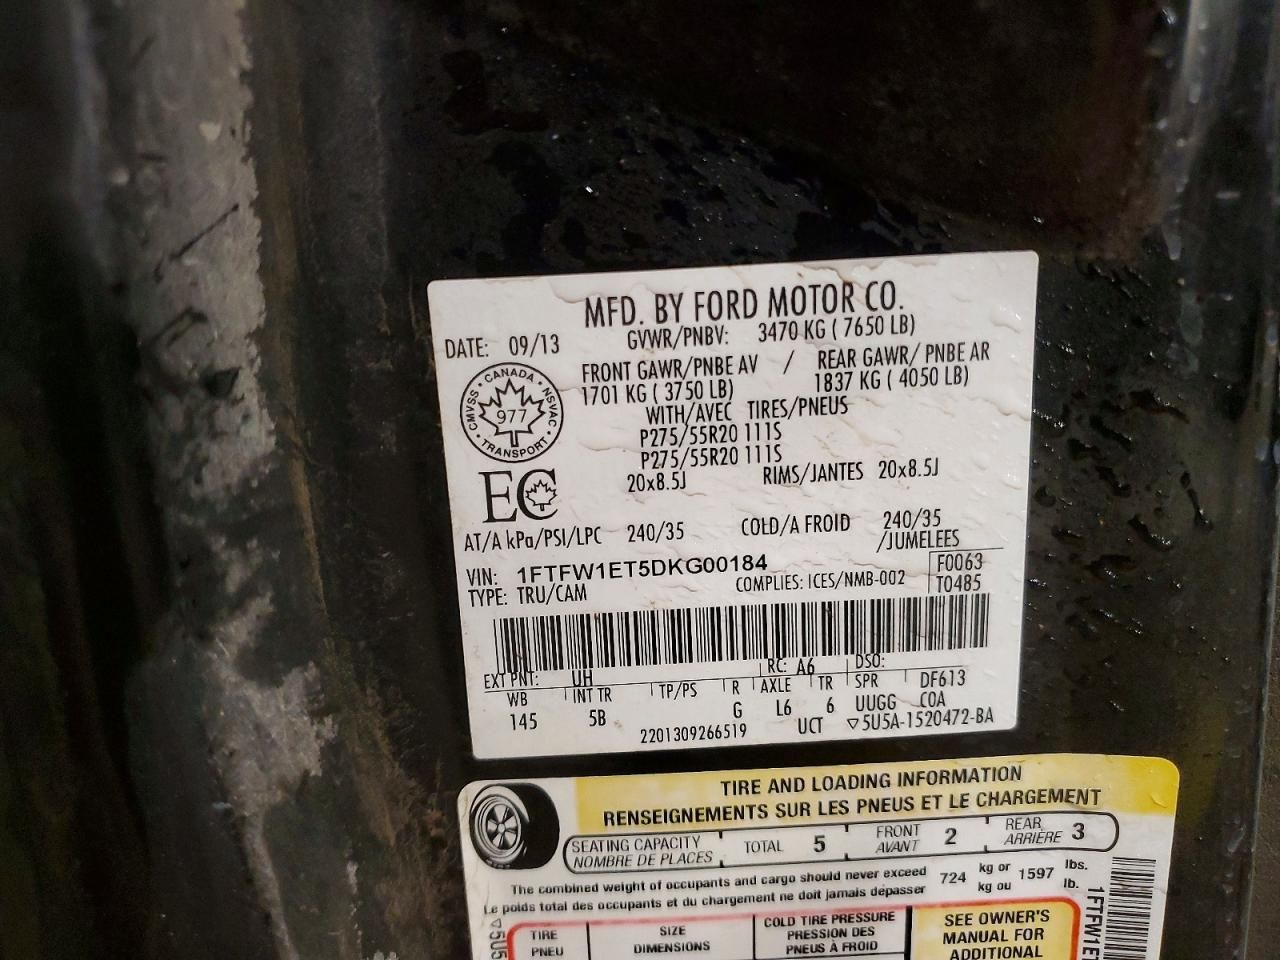 MFD. BY FORD MOTOR CO.
DATE: 09/13
GVWR/PNBV: 3470 KG ( 7650 LB)
FRONT GAWR/PNBE AV / REAR GAWR/ PNBE AR
1701 KG ( 3750 LB) 1837 KG ( 4050 LB)
WITH/AVEC TIRES/PNEUS
P275/55R20 111S
P275/55R20 111S
20x8.5J RIMS/JANTES 20x8.5J
CANADA
CMVSS NSVAC
977
TRANSPORT
EC
AT/A kPa/PSI/LPC 240/35 COLD/A FROID 240/35
/JUMELEES
VIN: 1FTFW1ET5DKG00184
TYPE: TRU/CAM COMPLIES: ICES/NMB-002
F0063
T0485
EXT PNT: UH RC: A6 DSO:
WB INT TR TP/PS R AXLE TR SPR DF613
145 5B G L6 6 UUGG COA
2201309266519 UCT ▽5U5A-1520472-BA
TIRE AND LOADING INFORMATION
RENSEIGNEMENTS SUR LES PNEUS ET LE CHARGEMENT
SEATING CAPACITY
NOMBRE DE PLACES
TOTAL 5
FRONT
AVANT 2
REAR
ARRIÈRE 3
The combined weight of occupants and cargo should never exceed 724 kg or 1597 lbs.
Le poids total des occupants et du chargement ne doit jamais dépasser kg ou lb.
TIRE
PNEU
SIZE
DIMENSIONS
COLD TIRE PRESSURE
PRESSION DES
PNEUS À FROID
SEE OWNER'S
MANUAL FOR
ADDITIONAL
▽5U5
1FTFW1ET